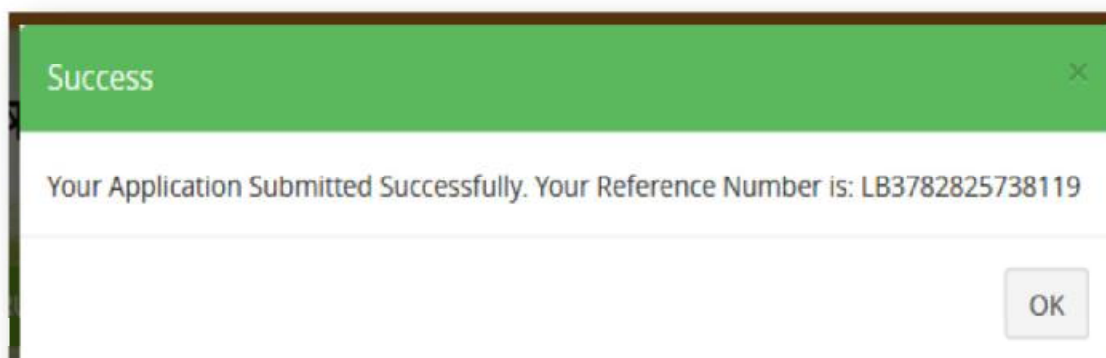 Success
×
Your Application Submitted Successfully. Your Reference Number is: LB3782825738119
OK